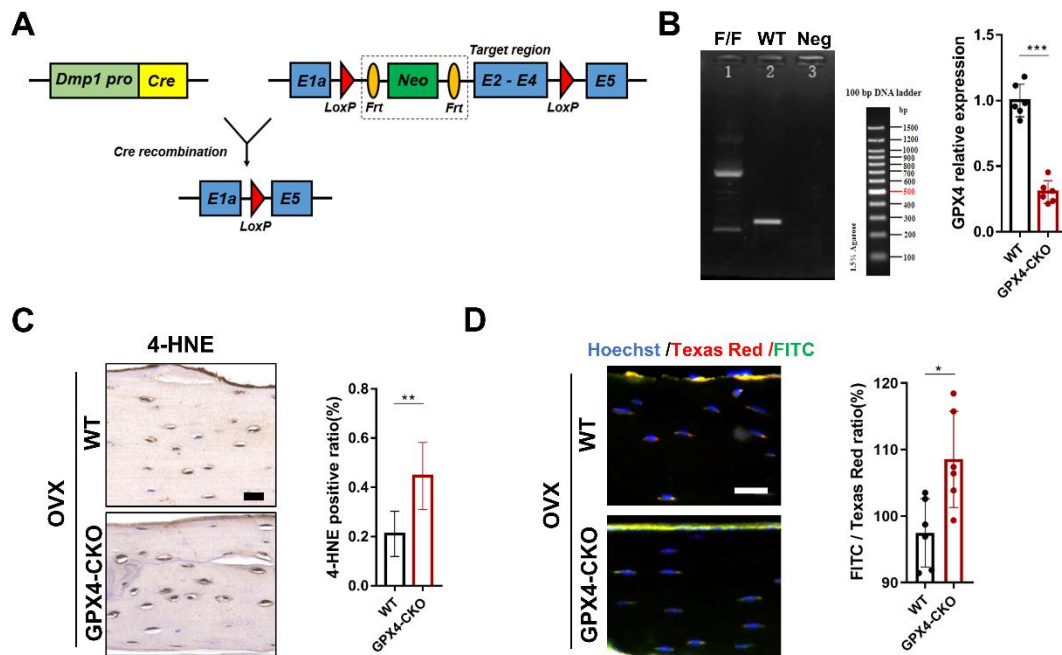 A
Dmp1 pro Cre
E1a
LoxP
Frt
Neo
Frt
Target region
E2 - E4
LoxP
E5
Cre recombination
E1a
LoxP
E5
B
F/F WT Neg
1 2 3
100 bp DNA ladder
bp
1500
1200
1000
900
800
700
600
500
400
300
200
100
1.5% Agarose
GPX4 relative expression
1.5
1.0
0.5
0.0
***
WT
GPX4-CKO
C
4-HNE
OVX
WT
GPX4-CKO
4-HNE positive ratio(%)
0.8
0.6
0.4
0.2
0.0
**
WT
GPX4-CKO
D
Hoechst /Texas Red /FITC
OVX
WT
GPX4-CKO
FITC / Texas Red ratio(%)
120
110
100
90
*
WT
GPX4-CKO